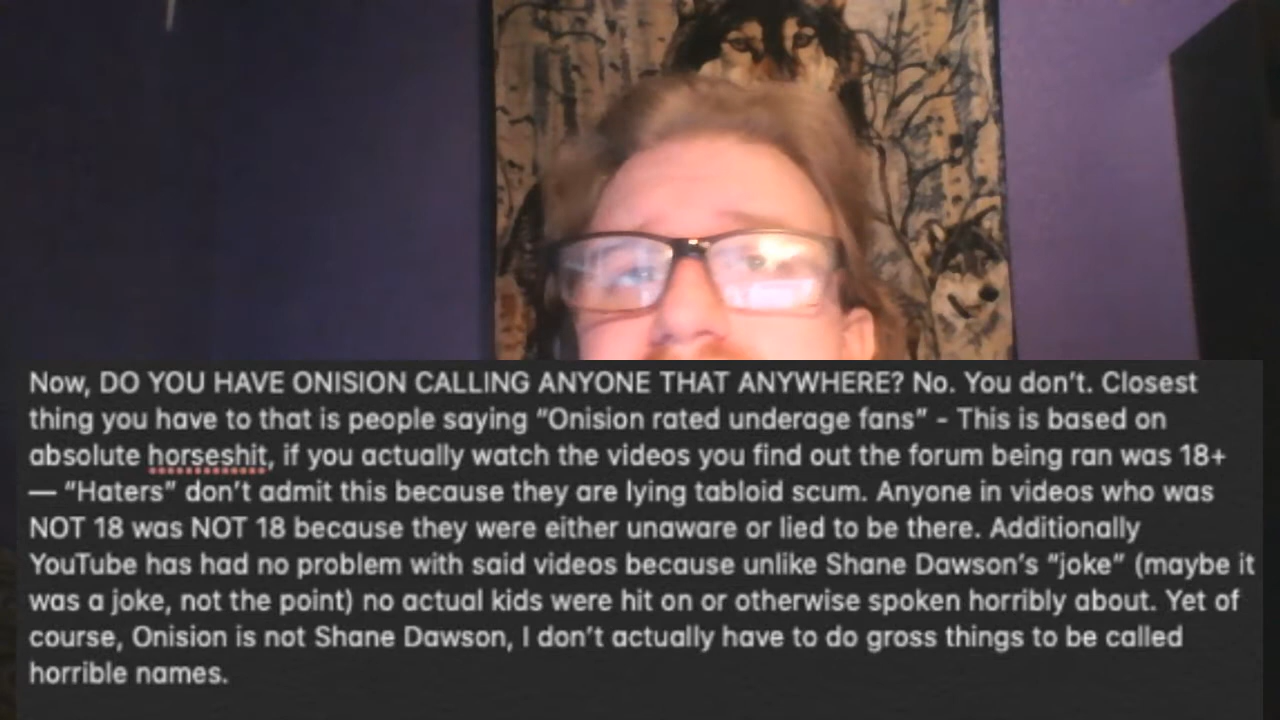 Now, DO YOU HAVE ONISION CALLING ANYONE THAT ANYWHERE? No. You don’t. Closest
thing you have to that is people saying “Onision rated underage fans” - This is based on
absolute horseshit, if you actually watch the videos you find out the forum being ran was 18+
— “Haters” don’t admit this because they are lying tabloid scum. Anyone in videos who was
NOT 18 was NOT 18 because they were either unaware or lied to be there. Additionally
YouTube has had no problem with said videos because unlike Shane Dawson’s “joke” (maybe it
was a joke, not the point) no actual kids were hit on or otherwise spoken horribly about. Yet of
course, Onision is not Shane Dawson, I don’t actually have to do gross things to be called
horrible names.